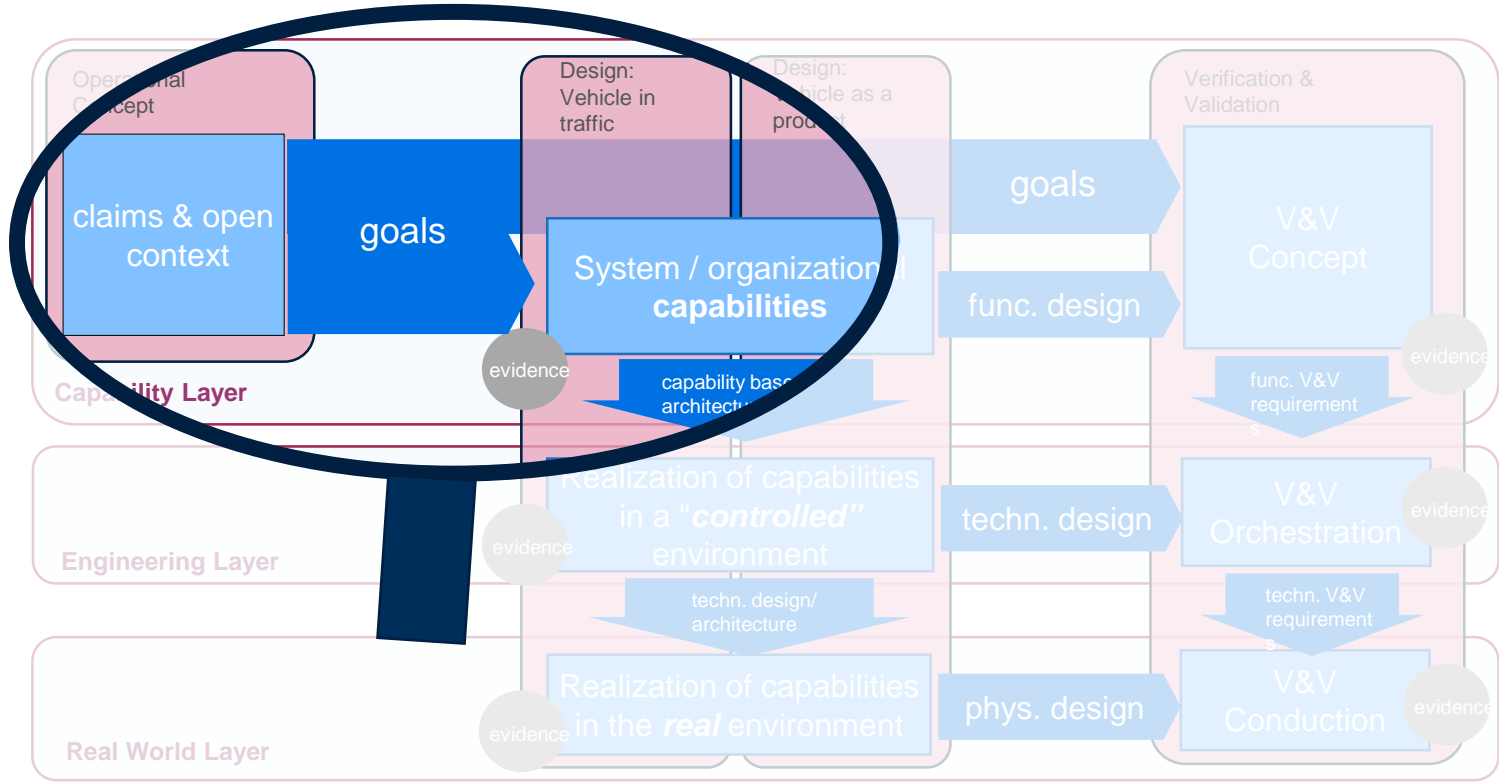 Operational
Concept
claims & open
context
goals
Design:
Vehicle in
traffic
Design:
Vehicle as a
product
goals
Verification &
Validation
V&V
Concept
System / organizational
capabilities
func. design
evidence
evidence
Capability Layer
capability based
architecture
func. V&V
requirement
s
Engineering Layer
evidence
Realization of capabilities
in a “controlled”
environment
techn. design
V&V
Orchestration
evidence
techn. design/
architecture
techn. V&V
requirement
s
Real World Layer
evidence
Realization of capabilities
in the real environment
phys. design
V&V
Conduction
evidence